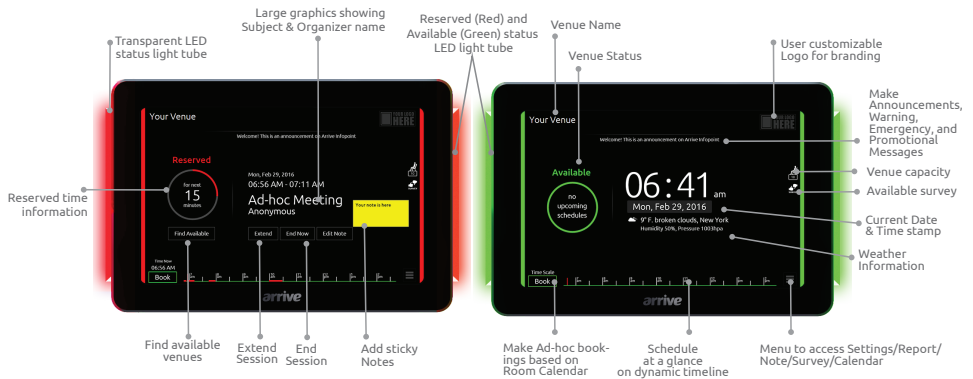 Large graphics showing
Subject & Organizer name
Reserved (Red) and
Available (Green) status
LED light tube
Venue Name
Venue Status
Transparent LED
status light tube
User customizable
Logo for branding
Make
Announcements,
Warning,
Emergency, and
Promotional
Messages
Venue capacity
Available survey
Current Date
& Time stamp
Weather
Information
Reserved time
information
Your Venue
YOUR LOGO
HERE
Welcome! This is an announcement on Arrive Infopoint
Reserved
for next
15
minutes
Mon, Feb 29, 2016
06:56 AM - 07:11 AM
Ad-hoc Meeting
Anonymous
Your note is here
Find Available
Extend
End Now
Edit Note
Time Now
06:56 AM
Book
arrive
Your Venue
YOUR LOGO
HERE
Welcome! This is an announcement on Arrive Infopoint
Available
no
upcoming
schedules
06:41 am
Mon, Feb 29, 2016
9° F. broken clouds, New York
Humidity 50%, Pressure 1003hpa
Time Scale
Book
arrive
Find available
venues
Extend
Session
End
Session
Add sticky
Notes
Make Ad-hoc book-
ings based on
Room Calendar
Schedule
at a glance
on dynamic timeline
Menu to access Settings/Report/
Note/Survey/Calendar